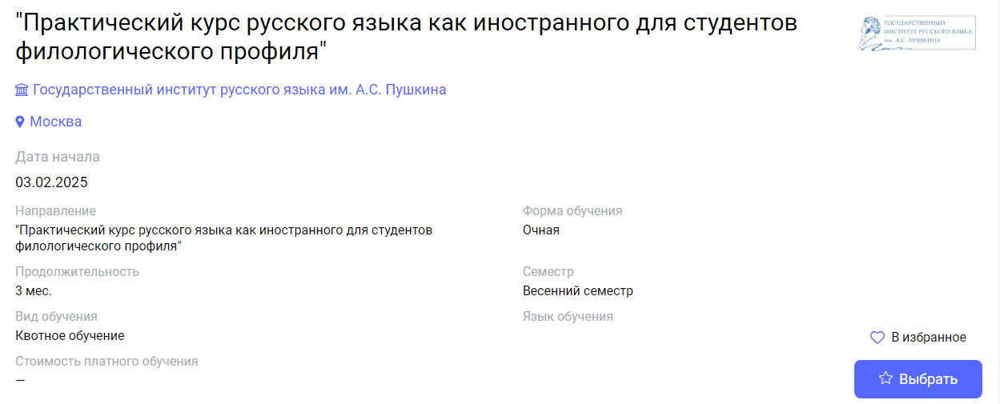 "Практический курс русского языка как иностранного для студентов
филологического профиля"
ГОСУДАРСТВЕННЫЙ
ИНСТИТУТ РУССКОГО ЯЗЫКА
им. А.С. ПУШКИНА
Государственный институт русского языка им. А.С. Пушкина
Москва
Дата начала
03.02.2025
Направление
"Практический курс русского языка как иностранного для студентов
филологического профиля"
Форма обучения
Очная
Продолжительность
3 мес.
Семестр
Весенний семестр
Вид обучения
Квотное обучение
Язык обучения
Стоимость платного обучения
—
В избранное
Выбрать